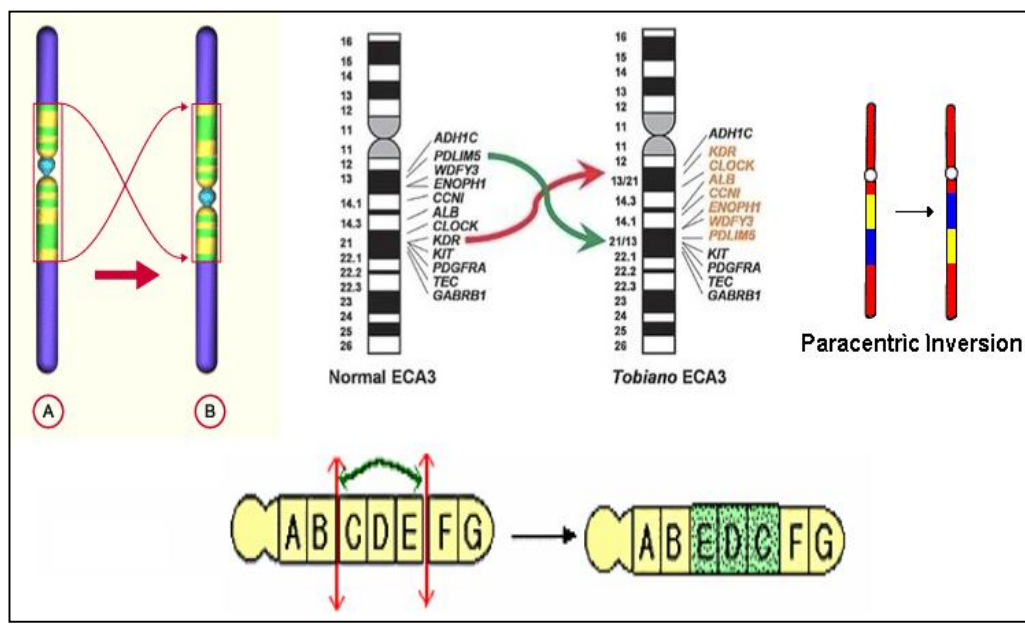 A
B
16
15
14
13
12
11
11
12
13
14.1
14.3
21
22.1
22.2
22.3
23
24
25
26
ADH1C
PDLIM5
WDFY3
ENOPH1
CCNI
ALB
CLOCK
KDR
KIT
PDGFRA
TEC
GABRB1
Normal ECA3
16
15
14
13
12
11
11
12
13/21
14.3
14.1
21/13
22.1
22.2
22.3
23
24
25
26
ADH1C
KDR
CLOCK
ALB
CCNI
ENOPH1
WDFY3
PDLIM5
KIT
PDGFRA
TEC
GABRB1
Tobiano ECA3
Paracentric Inversion
A B C D E F G
A B E D C F G